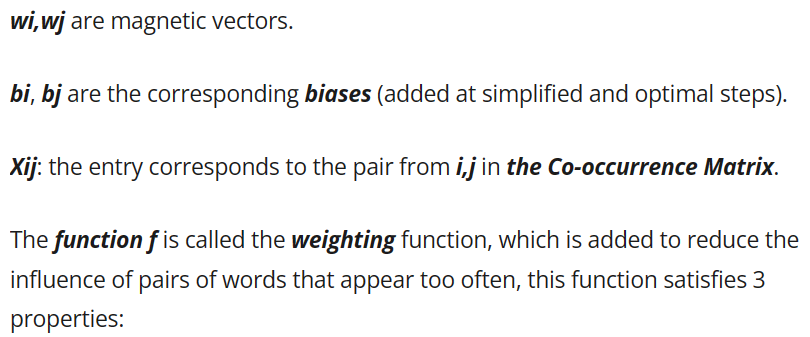 wi,wj are magnetic vectors.
bi, bj are the corresponding biases (added at simplified and optimal steps).
Xij: the entry corresponds to the pair from i,j in the Co-occurrence Matrix.
The function f is called the weighting function, which is added to reduce the
influence of pairs of words that appear too often, this function satisfies 3
properties: